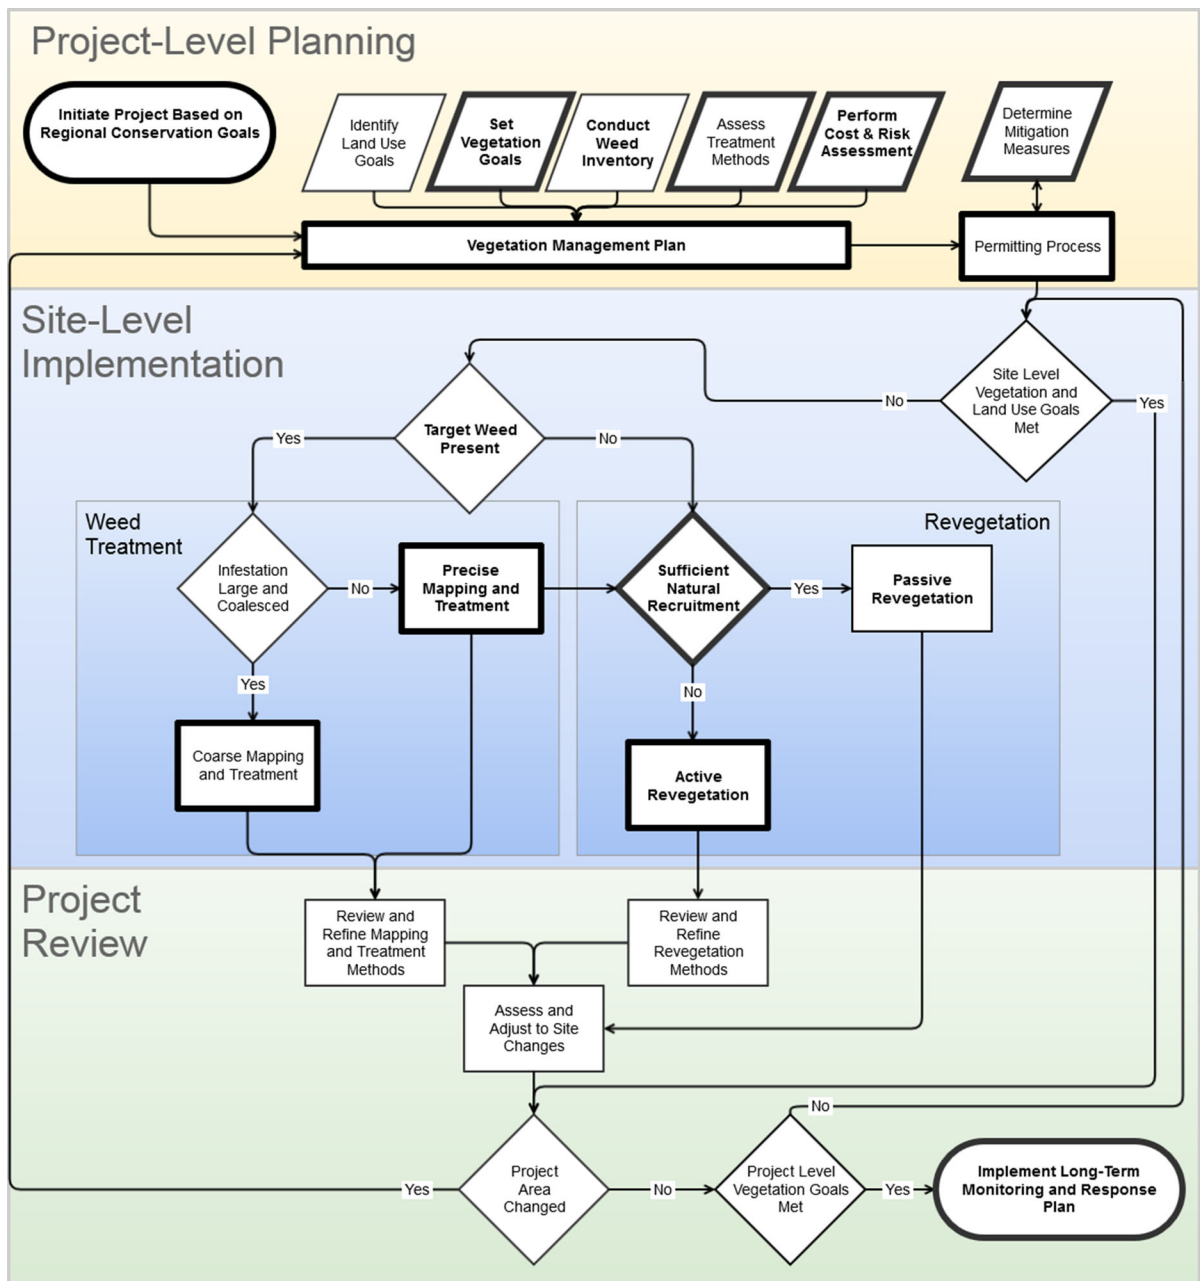 Project-Level Planning
Initiate Project Based on
Regional Conservation Goals
Identify
Land Use
Goals
Set
Vegetation
Goals
Conduct
Weed
Inventory
Assess
Treatment
Methods
Perform
Cost & Risk
Assessment
Determine
Mitigation
Measures
Vegetation Management Plan
Permitting Process
Site-Level
Implementation
Site Level
Vegetation and
Land Use Goals
Met
No
Yes
Target Weed
Present
Yes
No
Weed
Treatment
Infestation
Large and
Coalesced
No
Precise
Mapping and
Treatment
Yes
Coarse Mapping
and Treatment
Revegetation
Sufficient
Natural
Recruitment
Yes
Passive
Revegetation
No
Active
Revegetation
Project
Review
Review and
Refine Mapping
and Treatment
Methods
Review and
Refine
Revegetation
Methods
Assess and
Adjust to Site
Changes
Project
Area
Changed
Yes
No
Project Level
Vegetation Goals
Met
No
Yes
Implement Long-Term
Monitoring and Response
Plan